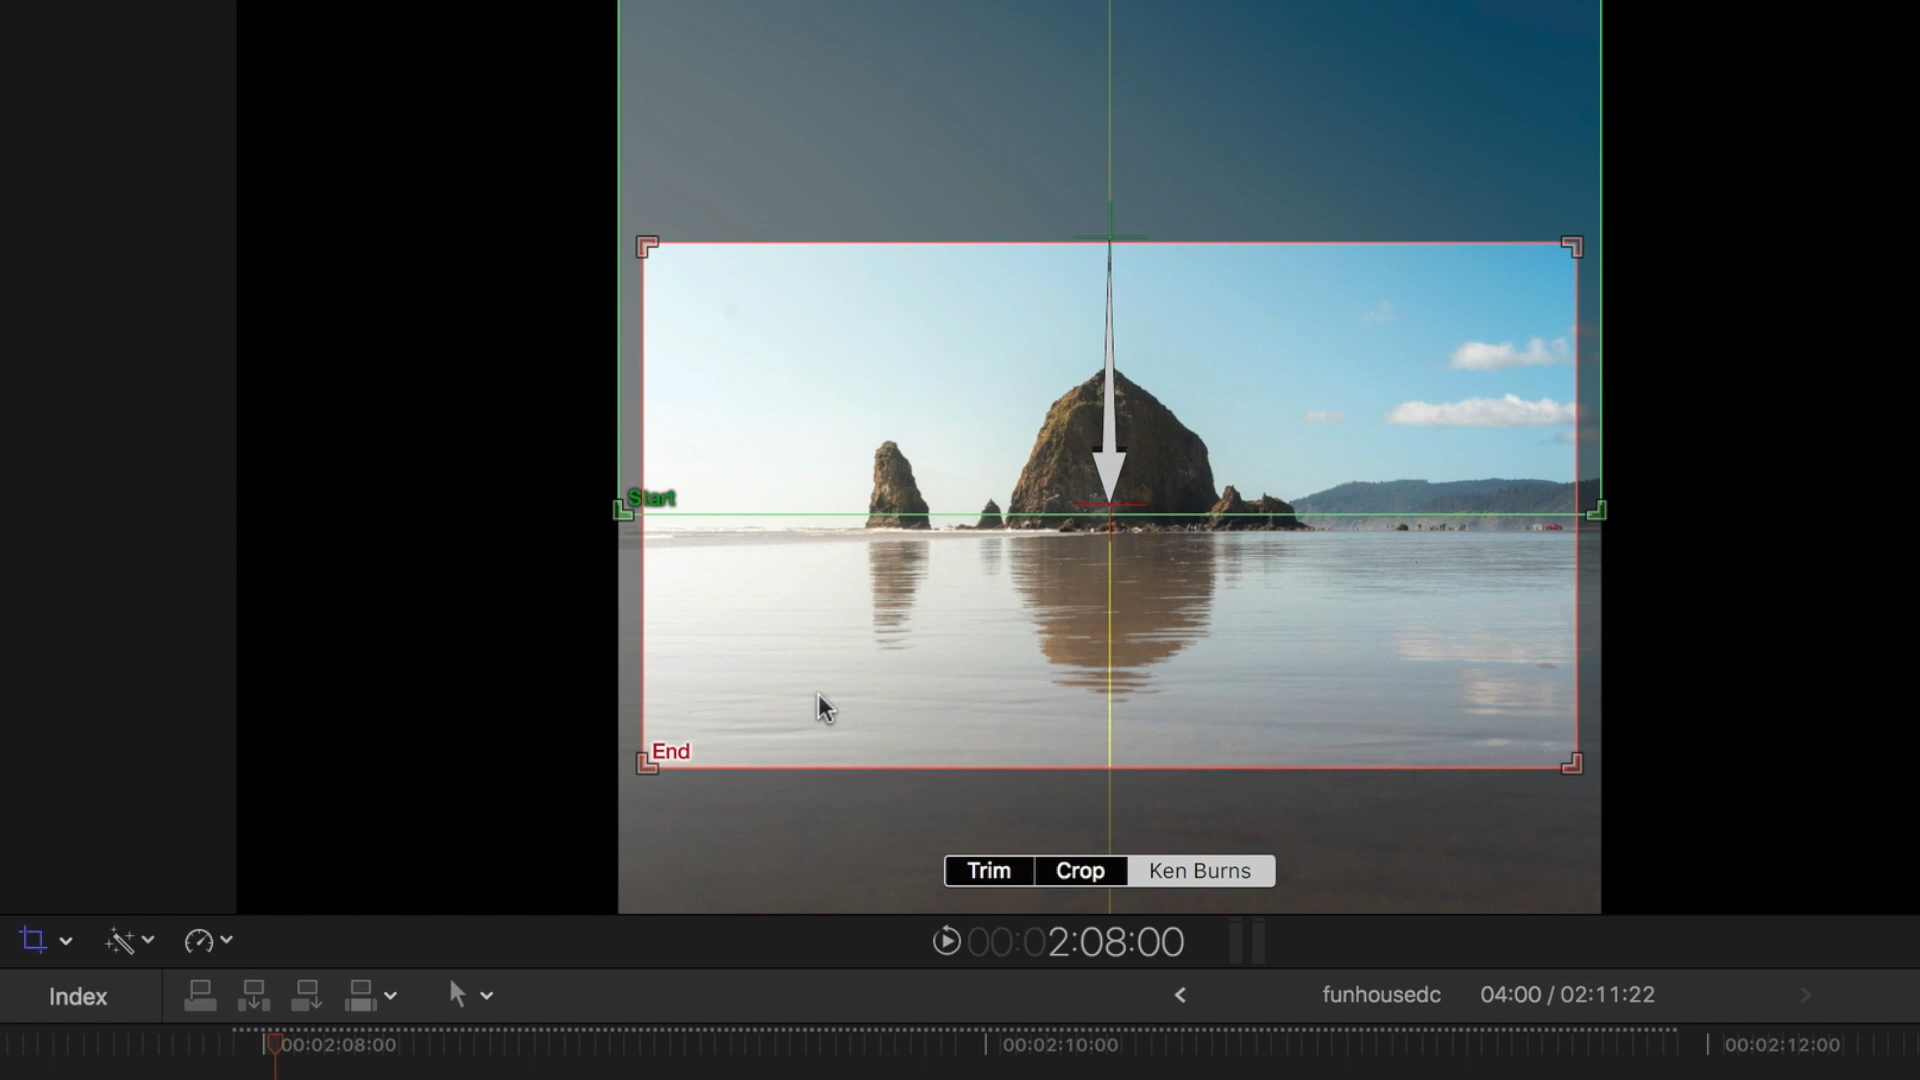 Start
End
Trim Crop Ken Burns
00:02:08:00
Index
funhousedc 04:00 / 02:11:22
00:02:08:00 00:02:10:00 00:02:12:00